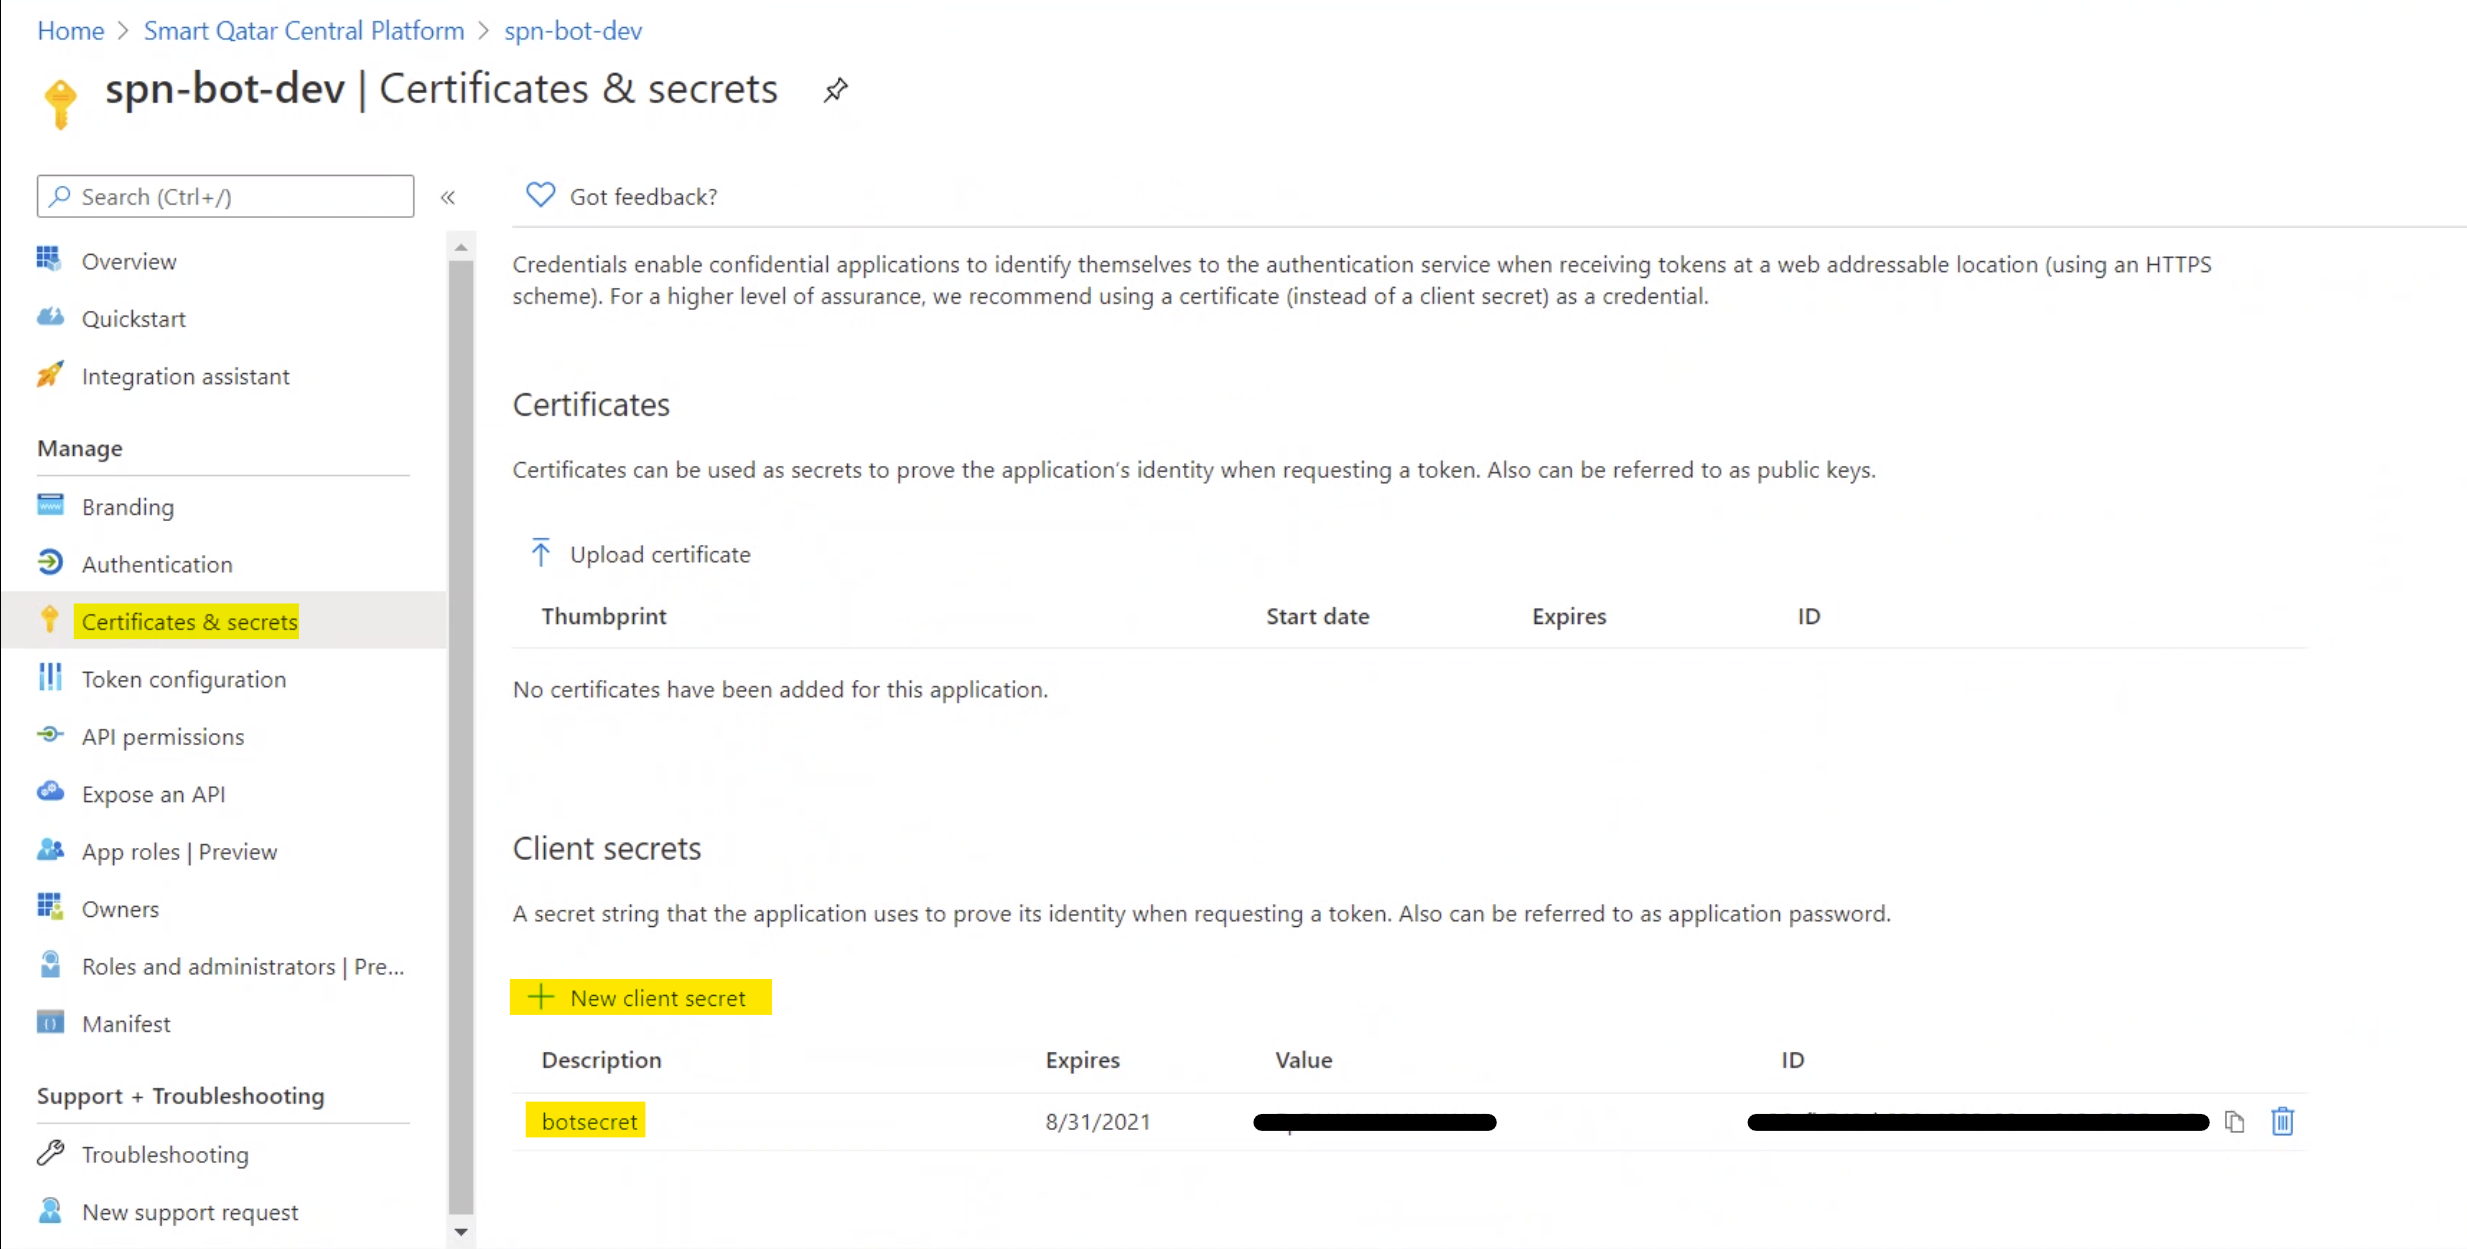 Home > Smart Qatar Central Platform > spn-bot-dev
spn-bot-dev | Certificates & secrets
Search (Ctrl+/)
«
Overview
Quickstart
Integration assistant
Manage
Branding
Authentication
Certificates & secrets
Token configuration
API permissions
Expose an API
App roles | Preview
Owners
Roles and administrators | Pre...
Manifest
Support + Troubleshooting
Troubleshooting
New support request
Got feedback?
Credentials enable confidential applications to identify themselves to the authentication service when receiving tokens at a web addressable location (using an HTTPS
scheme). For a higher level of assurance, we recommend using a certificate (instead of a client secret) as a credential.
Certificates
Certificates can be used as secrets to prove the application's identity when requesting a token. Also can be referred to as public keys.
Upload certificate
Thumbprint Start date Expires ID
No certificates have been added for this application.
Client secrets
A secret string that the application uses to prove its identity when requesting a token. Also can be referred to as application password.
New client secret
Description Expires Value ID
botsecret 8/31/2021